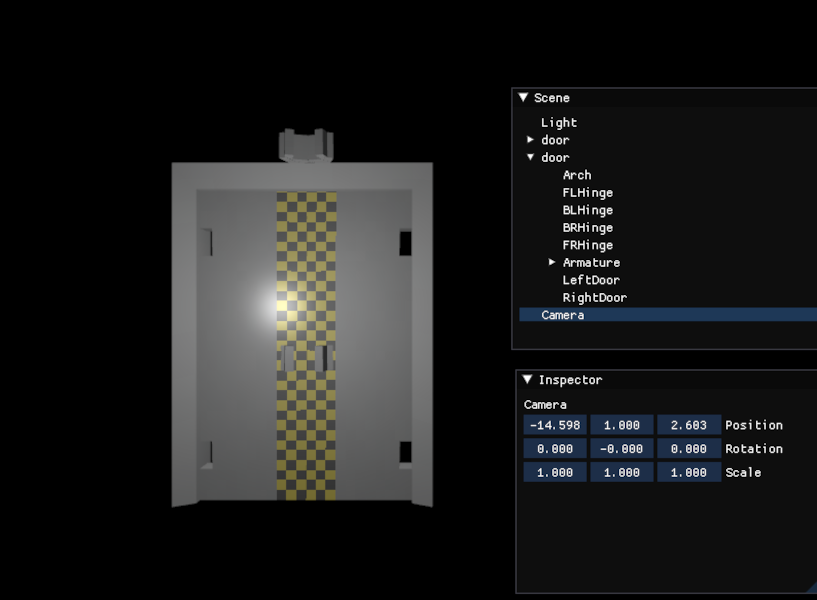 Scene
Light
door
door
Arch
FLHinge
BLHinge
BRHinge
FRHinge
Armature
LeftDoor
RightDoor
Camera
Inspector
Camera
-14.598 1.000 2.603 Position
0.000 -0.000 0.000 Rotation
1.000 1.000 1.000 Scale